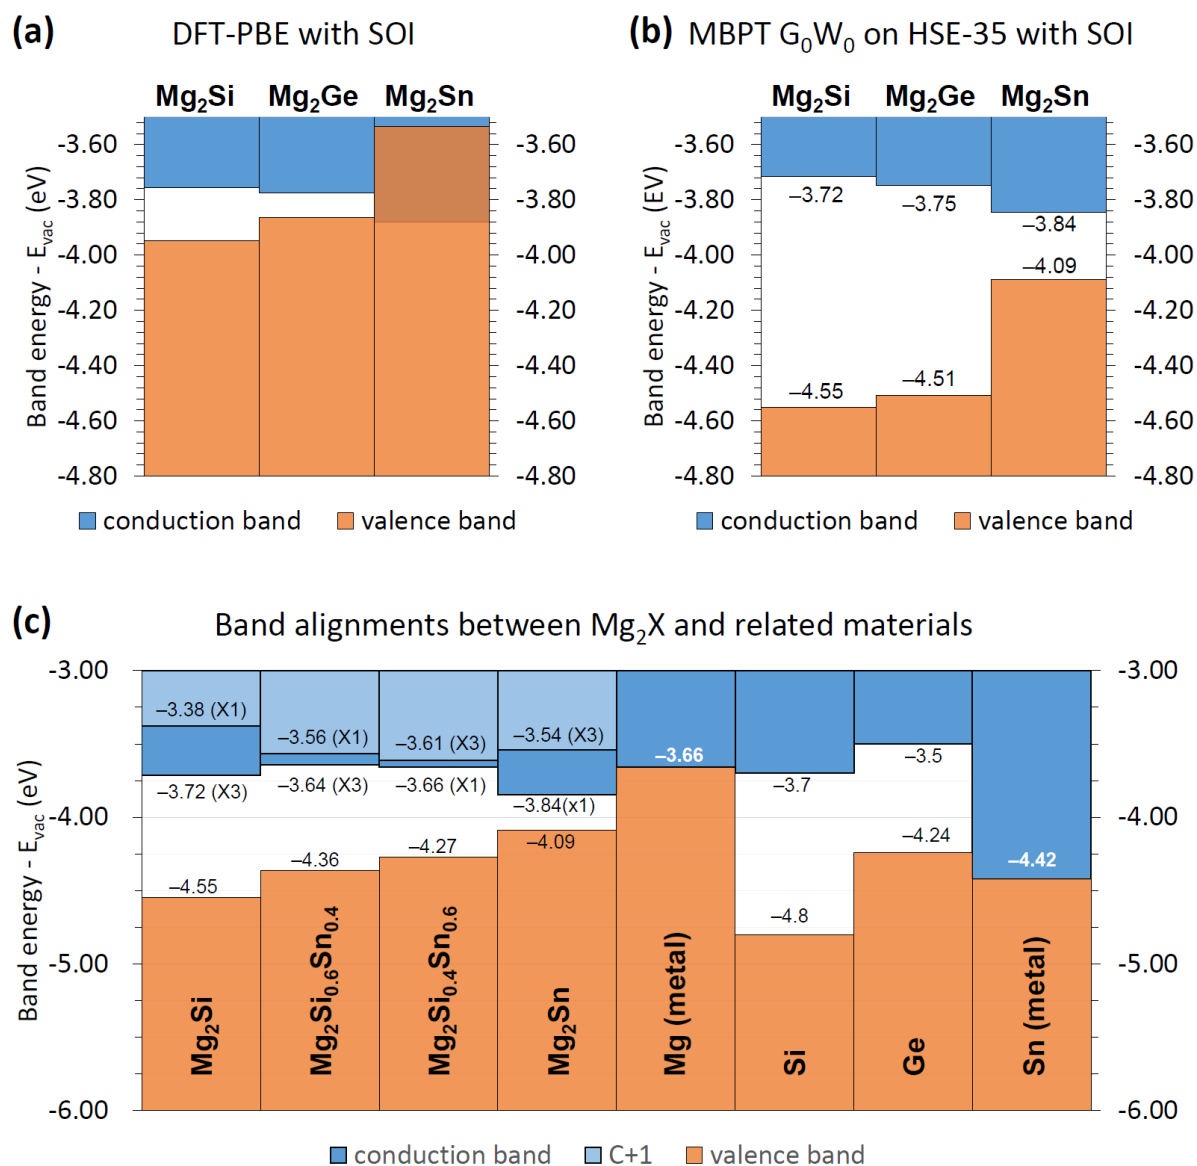 (a) DFT-PBE with SOI
Mg₂Si Mg₂Ge Mg₂Sn
Band energy - Eᵥₐc (eV)
-3.60 -3.60
-3.80 -3.80
-4.00 -4.00
-4.20 -4.20
-4.40 -4.40
-4.60 -4.60
-4.80 -4.80
conduction band valence band
(b) MBPT G₀W₀ on HSE-35 with SOI
Mg₂Si Mg₂Ge Mg₂Sn
Band energy - Eᵥₐc (EV)
-3.60 -3.60
–3.72 –3.75
-3.80 –3.84 -3.80
-4.00 –4.09 -4.00
-4.20 -4.20
-4.40 -4.40
–4.55 –4.51
-4.60 -4.60
-4.80 -4.80
conduction band valence band
(c) Band alignments between Mg₂X and related materials
Band energy - Eᵥₐc (eV)
-3.00 -3.00
–3.38 (X1) –3.56 (X1) –3.61 (X3) –3.54 (X3) –3.66 –3.5
–3.72 (X3) –3.64 (X3) –3.66 (X1) –3.84(x1) –3.7
-4.00 -4.00
–4.55 –4.36 –4.27 –4.09 –4.8 –4.24 –4.42
-5.00 -5.00
Mg₂Si
Mg₂Si₀.₆Sn₀.₄
Mg₂Si₀.₄Sn₀.₆
Mg₂Sn
Mg (metal)
Si
Ge
Sn (metal)
-6.00 -6.00
conduction band C+1 valence band